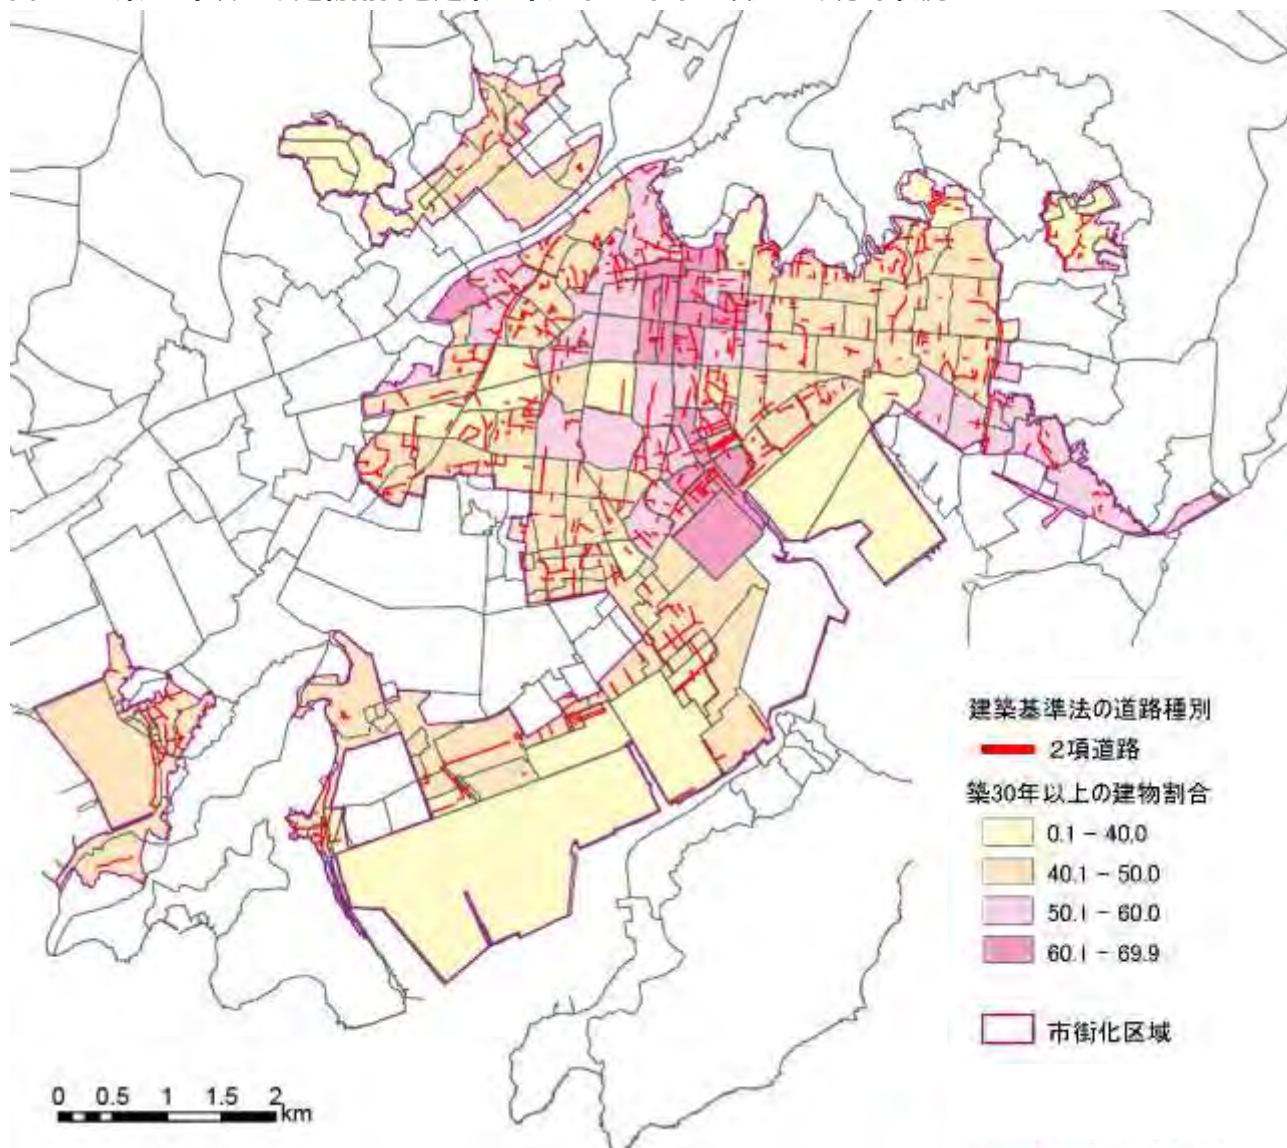 建築基準法の道路種別
2項道路
築30年以上の建物割合
0.1 - 40.0
40.1 - 50.0
50.1 - 60.0
60.1 - 69.9
市街化区域
0 0.5 1 1.5 2
km